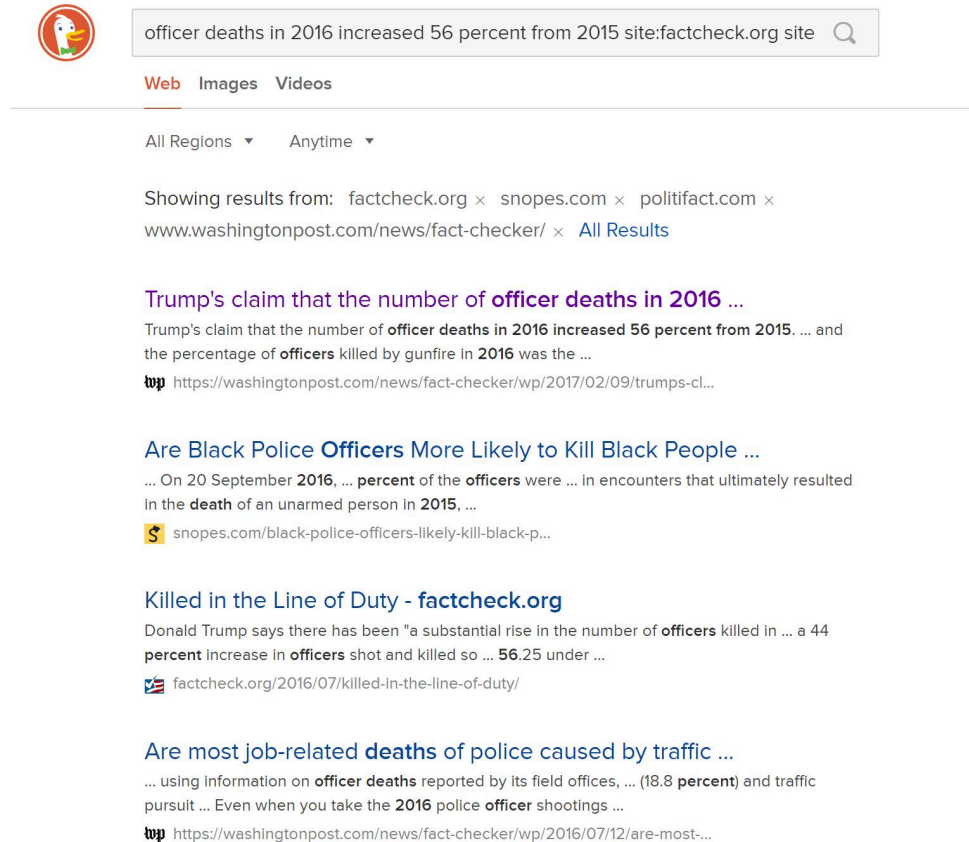 officer deaths in 2016 increased 56 percent from 2015 site:factcheck.org site
Web Images Videos
All Regions Anytime
Showing results from: factcheck.org × snopes.com × politifact.com ×
www.washingtonpost.com/news/fact-checker/ × All Results
Trump's claim that the number of officer deaths in 2016 ...
Trump's claim that the number of officer deaths in 2016 increased 56 percent from 2015. ... and
the percentage of officers killed by gunfire in 2016 was the ...
wp https://washingtonpost.com/news/fact-checker/wp/2017/02/09/trumps-cl...
Are Black Police Officers More Likely to Kill Black People ...
... On 20 September 2016, ... percent of the officers were ... in encounters that ultimately resulted
in the death of an unarmed person in 2015, ...
S snopes.com/black-police-officers-likely-kill-black-p...
Killed in the Line of Duty - factcheck.org
Donald Trump says there has been "a substantial rise in the number of officers killed in ... a 44
percent increase in officers shot and killed so ... 56.25 under ...
factcheck.org/2016/07/killed-in-the-line-of-duty/
Are most job-related deaths of police caused by traffic ...
... using information on officer deaths reported by its field offices, ... (18.8 percent) and traffic
pursuit ... Even when you take the 2016 police officer shootings ...
wp https://washingtonpost.com/news/fact-checker/wp/2016/07/12/are-most-...